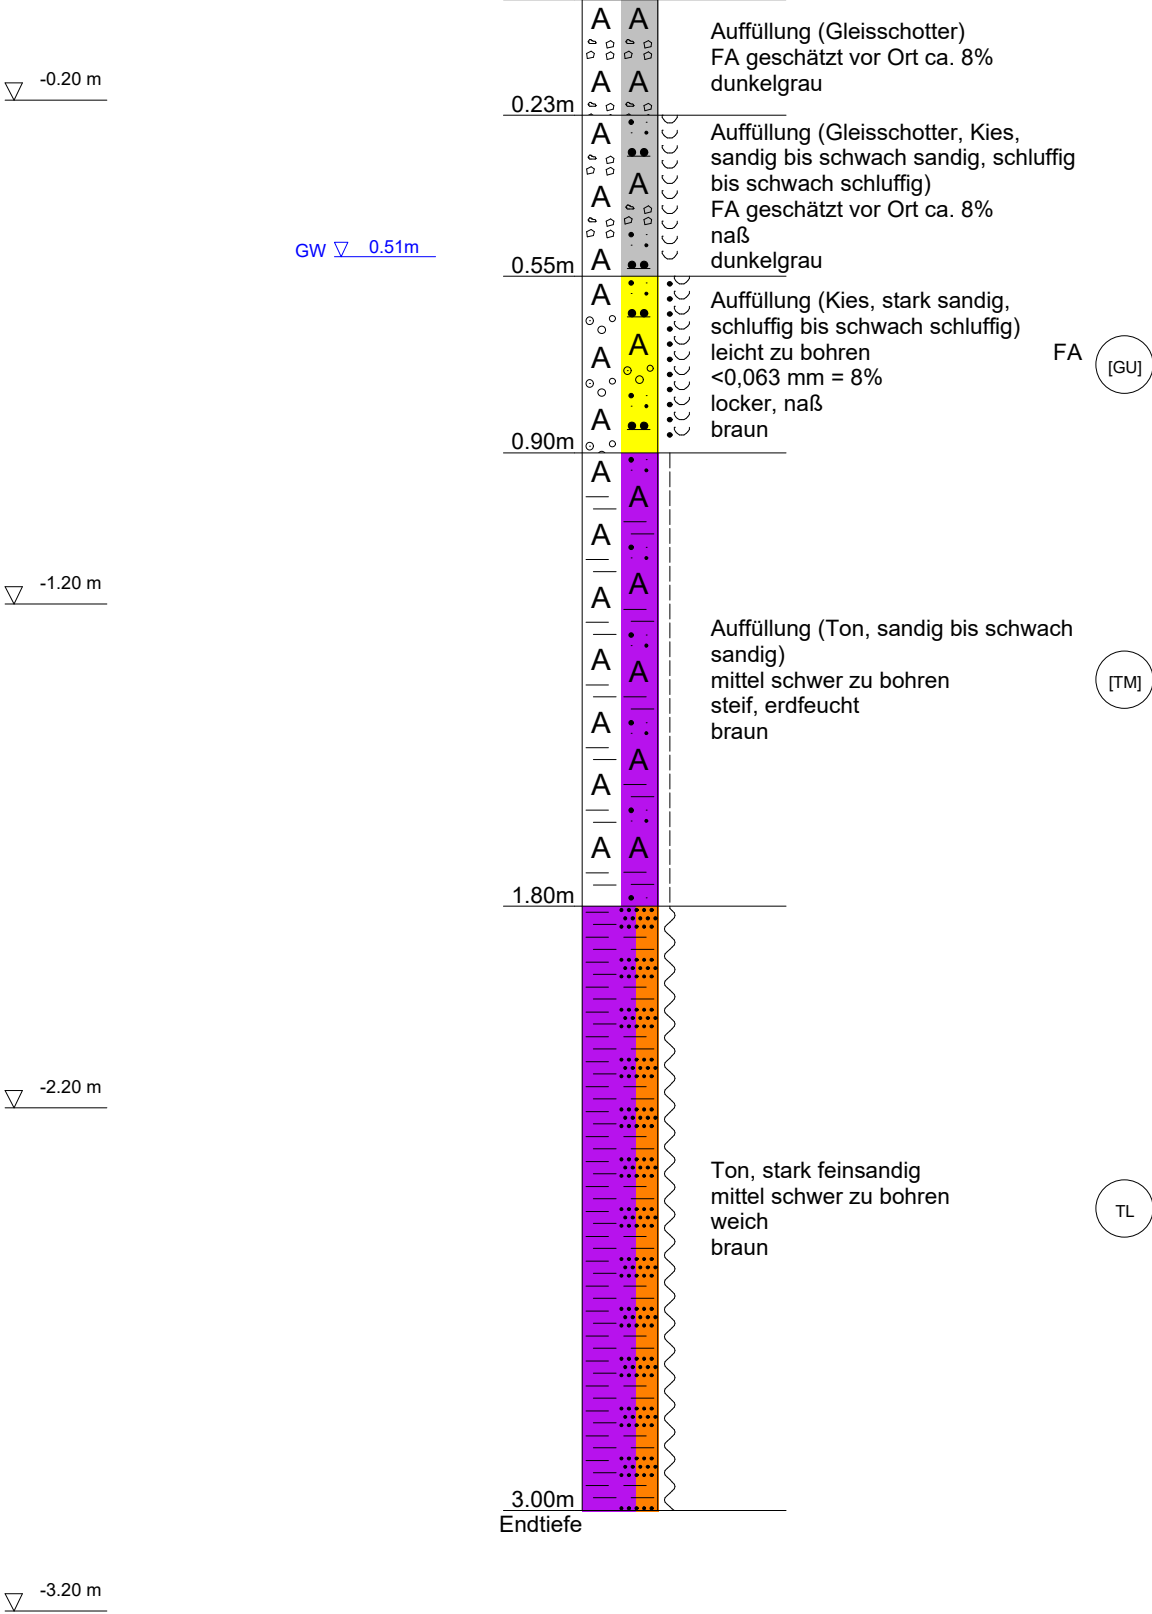 A A
Auffüllung (Gleisschotter)
FA geschätzt vor Ort ca. 8%
dunkelgrau
-0.20 m
A A
0.23m
A
Auffüllung (Gleisschotter, Kies,
sandig bis schwach sandig, schluffig
bis schwach schluffig)
FA geschätzt vor Ort ca. 8%
naß
dunkelgrau
A
A
GW 0.51m
A
0.55m
A
Auffüllung (Kies, stark sandig,
schluffig bis schwach schluffig)
leicht zu bohren
<0,063 mm = 8%
locker, naß
braun
FA [GU]
A
A
A
0.90m
A
A
A
-1.20 m
A
A
Auffüllung (Ton, sandig bis schwach
sandig)
mittel schwer zu bohren
steif, erdfeucht
braun
[TM]
A
A
A
A
A
A A
1.80m
-2.20 m
Ton, stark feinsandig
mittel schwer zu bohren
weich
braun
TL
3.00m
Endtiefe
-3.20 m